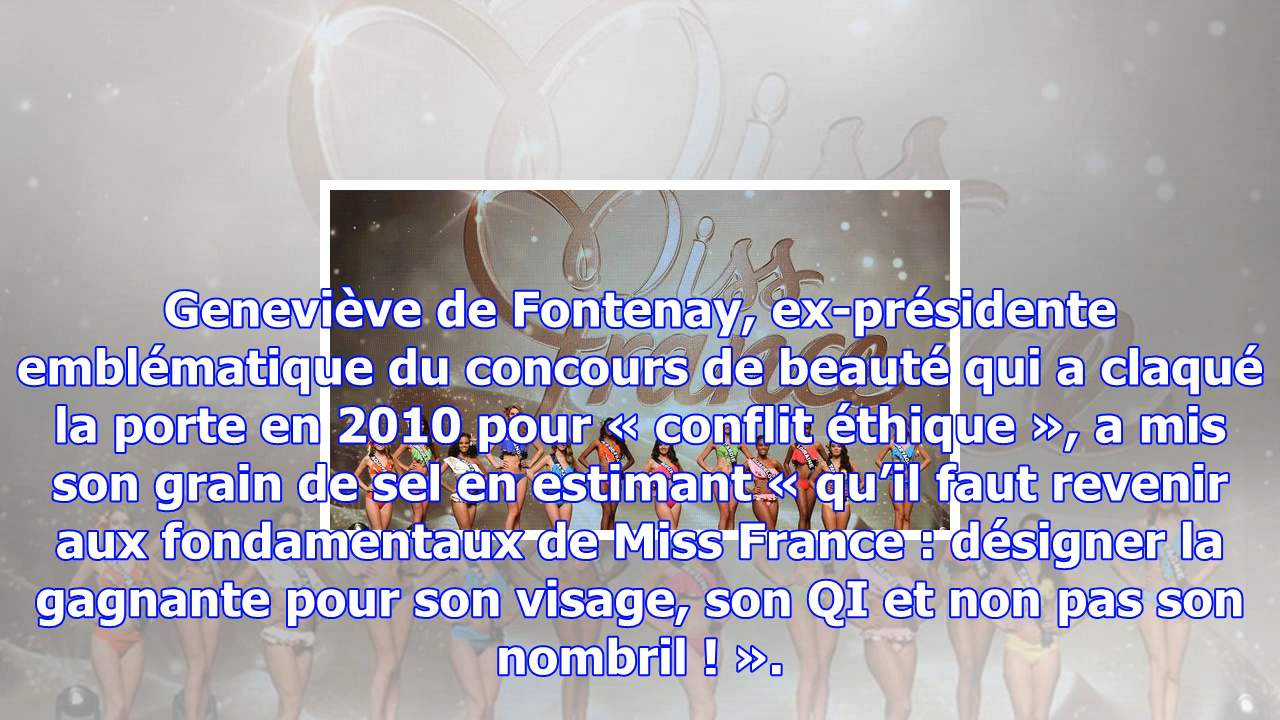 Miss
France
Geneviève de Fontenay, ex-présidente
emblématique du concours de beauté qui a claqué
la porte en 2010 pour « conflit éthique », a mis
son grain de sel en estimant « qu’il faut revenir
aux fondamentaux de Miss France : désigner la
gagnante pour son visage, son QI et non pas son
nombril ! ».